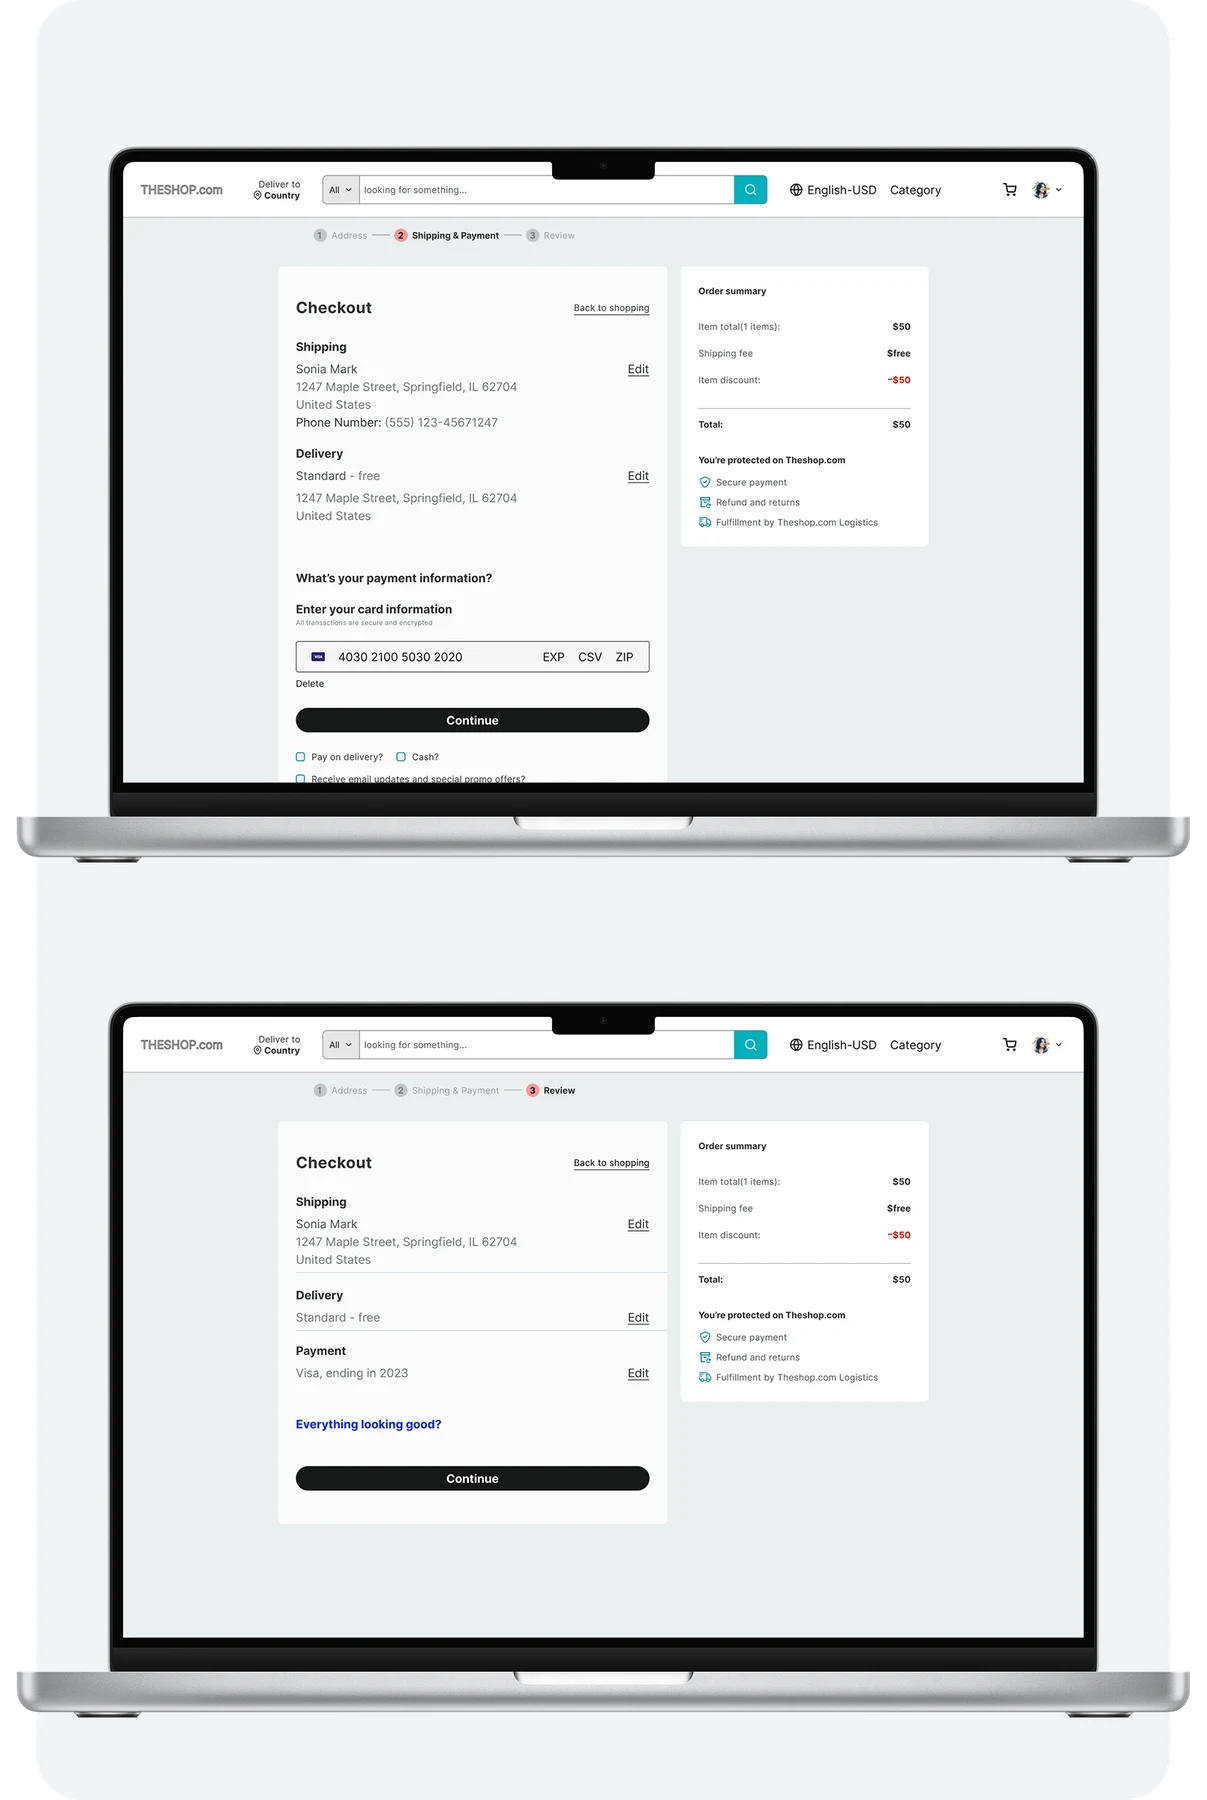 THESHOP.com
Deliver to
Country
All
looking for something...
English-USD
Category
1 Address
2 Shipping & Payment
3 Review
Checkout
Back to shopping
Shipping
Sonia Mark
Edit
1247 Maple Street, Springfield, IL 62704
United States
Phone Number: (555) 123-45671247
Delivery
Standard - free
Edit
1247 Maple Street, Springfield, IL 62704
United States
What's your payment information?
Enter your card information
All transactions are secure and encrypted
VISA 4030 2100 5030 2020 EXP CSV ZIP
Delete
Continue
Pay on delivery? Cash?
Receive email updates and special promo offers?
Order summary
Item total(1 items): $50
Shipping fee $free
Item discount: -$50
Total: $50
You're protected on Theshop.com
Secure payment
Refund and returns
Fulfillment by Theshop.com Logistics
THESHOP.com
Deliver to
Country
All
looking for something...
English-USD
Category
1 Address
2 Shipping & Payment
3 Review
Checkout
Back to shopping
Shipping
Sonia Mark
Edit
1247 Maple Street, Springfield, IL 62704
United States
Delivery
Standard - free
Edit
Payment
Visa, ending in 2023
Edit
Everything looking good?
Continue
Order summary
Item total(1 items): $50
Shipping fee $free
Item discount: -$50
Total: $50
You're protected on Theshop.com
Secure payment
Refund and returns
Fulfillment by Theshop.com Logistics